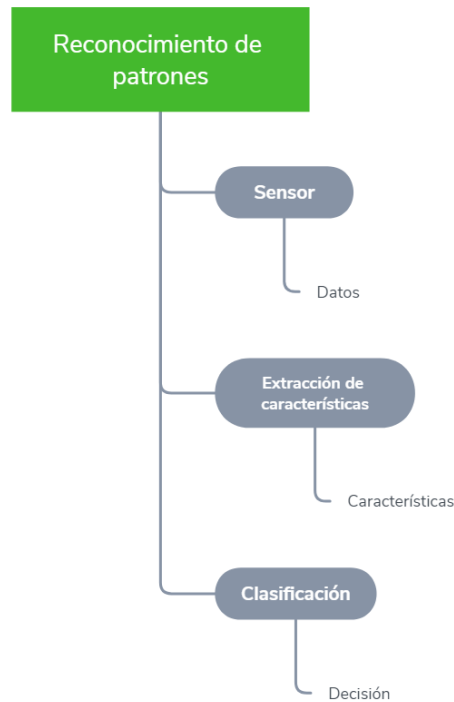 Reconocimiento de
patrones
Sensor
Datos
Extracción de
características
Características
Clasificación
Decisión